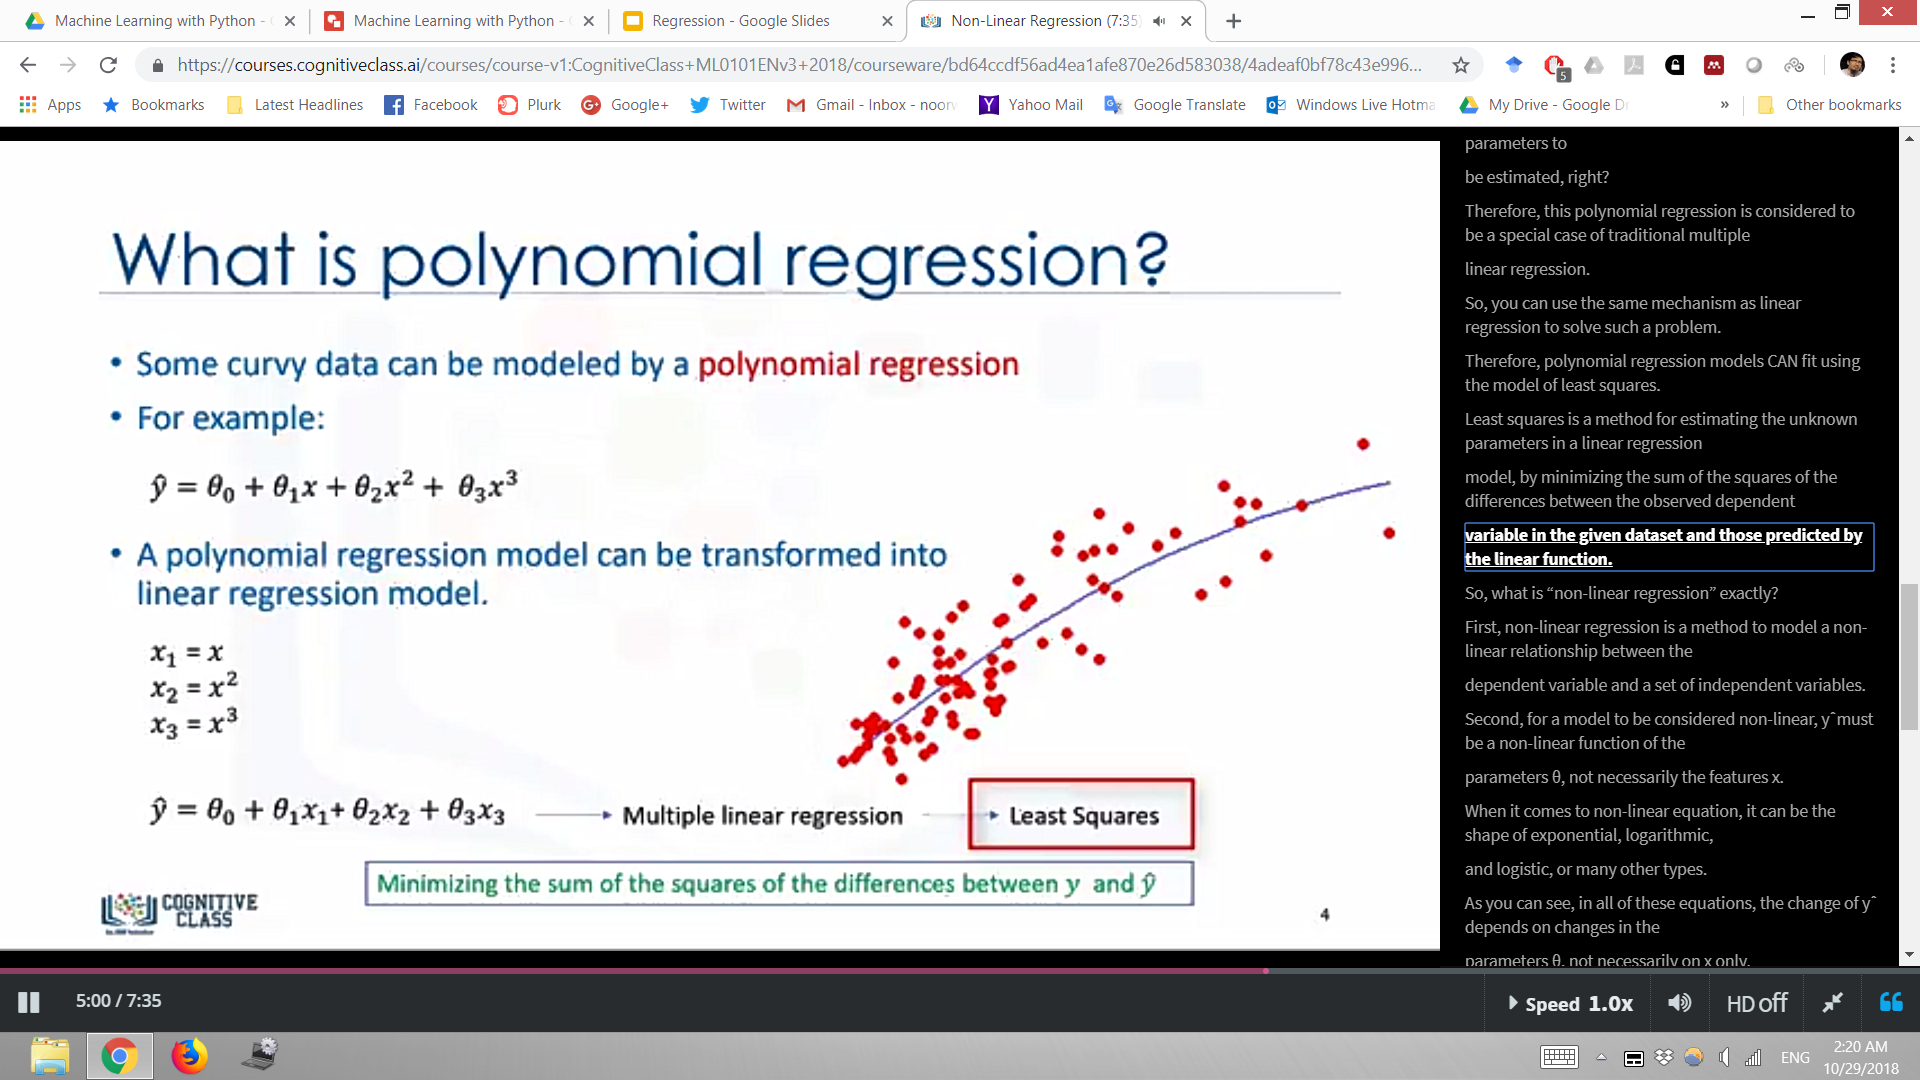 Machine Learning with Python -
Machine Learning with Python -
Regression - Google Slides
Non-Linear Regression (7:35)
https://courses.cognitiveclass.ai/courses/course-v1:CognitiveClass+ML0101ENv3+2018/courseware/bd64ccdf56ad4ea1afe870e26d583038/4adeaf0bf78c43e996...
5
Apps
Bookmarks
Latest Headlines
Facebook
Plurk
Google+
Twitter
Gmail - Inbox - noorv
Yahoo Mail
Google Translate
Windows Live Hotma
My Drive - Google Dr
»
Other bookmarks
What is polynomial regression?
• Some curvy data can be modeled by a polynomial regression
• For example:
ŷ = θ₀ + θ₁x + θ₂x² + θ₃x³
• A polynomial regression model can be transformed into
linear regression model.
x₁ = x
x₂ = x²
x₃ = x³
ŷ = θ₀ + θ₁x₁+ θ₂x₂ + θ₃x₃
Multiple linear regression
Least Squares
Minimizing the sum of the squares of the differences between y and ŷ
COGNITIVE
CLASS
4
parameters to
be estimated, right?
Therefore, this polynomial regression is considered to
be a special case of traditional multiple
linear regression.
So, you can use the same mechanism as linear
regression to solve such a problem.
Therefore, polynomial regression models CAN fit using
the model of least squares.
Least squares is a method for estimating the unknown
parameters in a linear regression
model, by minimizing the sum of the squares of the
differences between the observed dependent
variable in the given dataset and those predicted by
the linear function.
So, what is “non-linear regression” exactly?
First, non-linear regression is a method to model a non-
linear relationship between the
dependent variable and a set of independent variables.
Second, for a model to be considered non-linear, yˆ must
be a non-linear function of the
parameters θ, not necessarily the features x.
When it comes to non-linear equation, it can be the
shape of exponential, logarithmic,
and logistic, or many other types.
As you can see, in all of these equations, the change of yˆ
depends on changes in the
parameters θ, not necessarily on x only.
5:00 / 7:35
Speed 1.0x
HD off
ENG
2:20 AM
10/29/2018